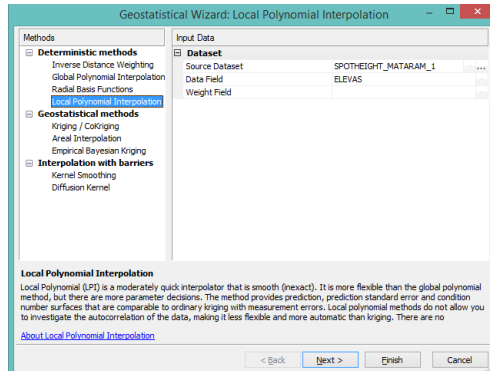 Geostatistical Wizard: Local Polynomial Interpolation
Methods
Deterministic methods
Inverse Distance Weighting
Global Polynomial Interpolation
Radial Basis Functions
Local Polynomial Interpolation
Geostatistical methods
Kriging / CoKriging
Areal Interpolation
Empirical Bayesian Kriging
Interpolation with barriers
Kernel Smoothing
Diffusion Kernel
Input Data
Dataset
Source Dataset SPOTHEIGHT_MATARAM_1 ...
Data Field ELEVAS
Weight Field
Local Polynomial Interpolation
Local Polynomial (LPI) is a moderately quick interpolator that is smooth (inexact). It is more flexible than the global polynomial
method, but there are more parameter decisions. The method provides prediction, prediction standard error and condition
number surfaces that are comparable to ordinary kriging with measurement errors. Local polynomial methods do not allow you
to investigate the autocorrelation of the data, making it less flexible and more automatic than kriging. There are no
About Local Polynomial Interpolation
< Back Next > Finish Cancel